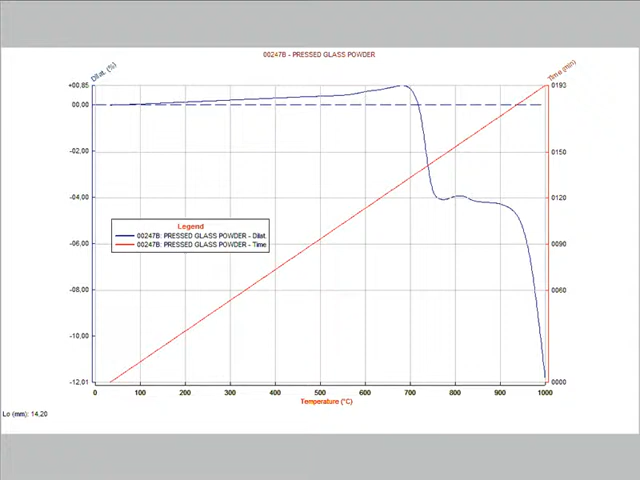 00247B - PRESSED GLASS POWDER
Dilat. (%)
Time (min)
+00.85
00.00
-02.00
-04.00
-06.00
-08.00
-10.00
-12.01
0193
0150
0120
0090
0060
0000
Legend
00247B: PRESSED GLASS POWDER - Dilat.
00247B: PRESSED GLASS POWDER - Time
0 100 200 300 400 500 600 700 800 900 1000
Temperature (°C)
Lo (mm): 14,20